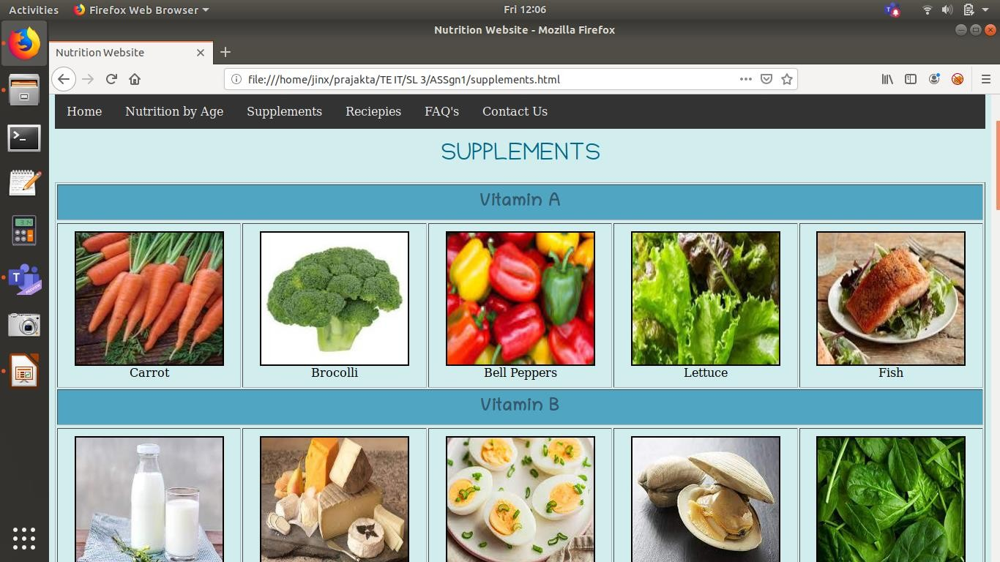 Activities Firefox Web Browser Fri 12:06
Nutrition Website - Mozilla Firefox
Nutrition Website
file:///home/jinx/prajakta/TE IT/SL 3/ASSgn1/supplements.html
Home Nutrition by Age Supplements Reciepies FAQ's Contact Us
SUPPLEMENTS
Vitamin A
Carrot Brocolli Bell Peppers Lettuce Fish
Vitamin B